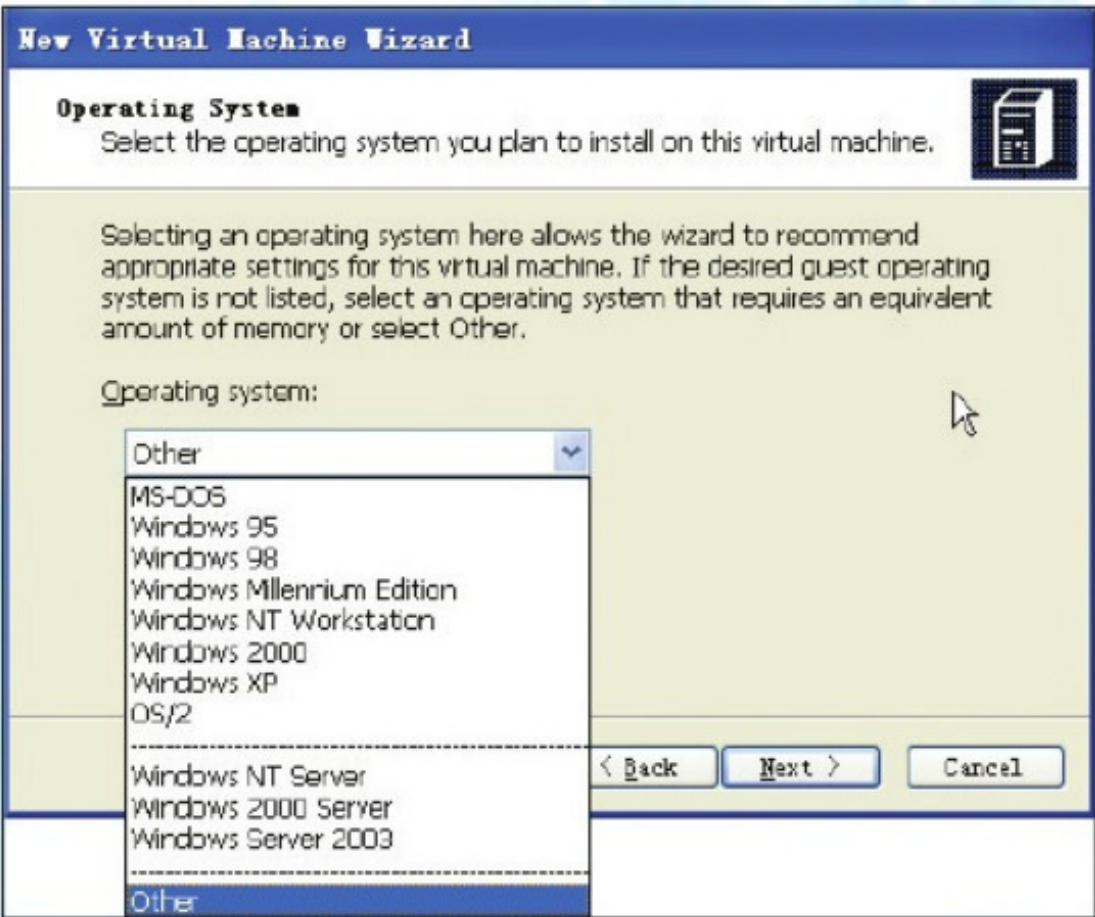 New Virtual Machine Wizard
Operating System
Select the operating system you plan to install on this virtual machine.
Selecting an operating system here allows the wizard to recommend
appropriate settings for this virtual machine. If the desired guest operating
system is not listed, select an operating system that requires an equivalent
amount of memory or select Other.
Operating system:
Other
MS-DOS
Windows 95
Windows 98
Windows Millennium Edition
Windows NT Workstation
Windows 2000
Windows XP
OS/2
Windows NT Server
Windows 2000 Server
Windows Server 2003
Other
< Back Next > Cancel